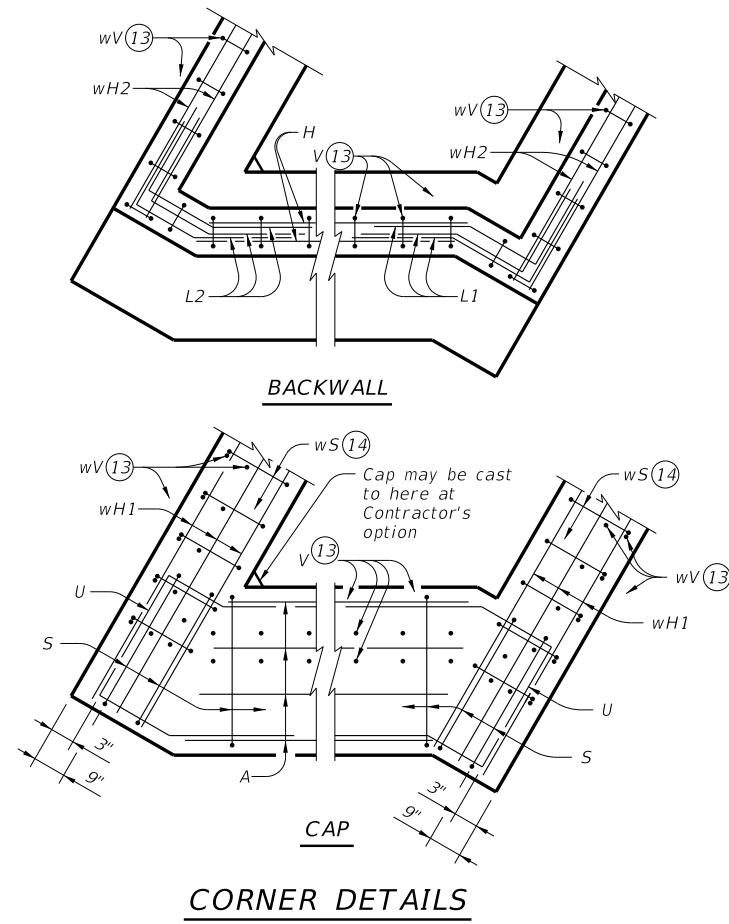 wV 13
wH2
H
V 13
wV 13
wH2
L2
L1
BACKWALL
wV 13
wS 14
Cap may be cast
to here at
Contractor's
option
wS 14
wH1
V 13
U
wV 13
wH1
S
U
S
3"
9"
A
3"
9"
CAP
CORNER DETAILS